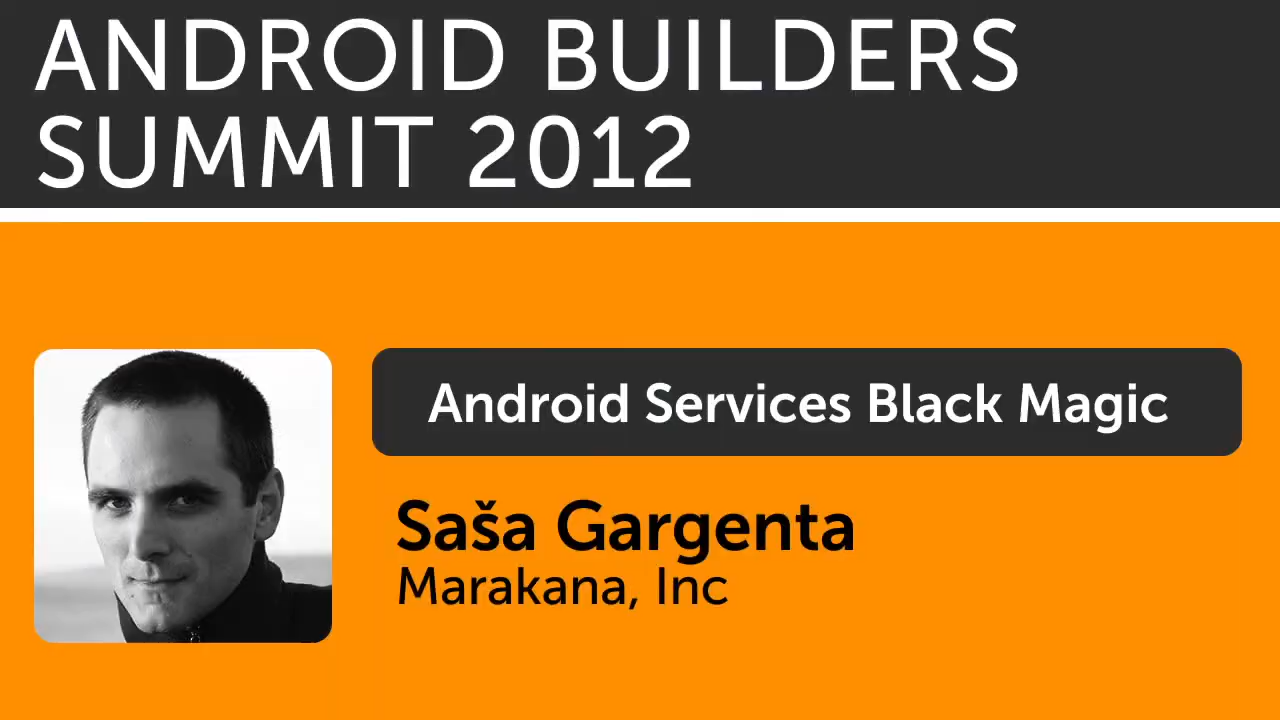 ANDROID BUILDERS
SUMMIT 2012
Android Services Black Magic
Saša Gargenta
Marakana, Inc